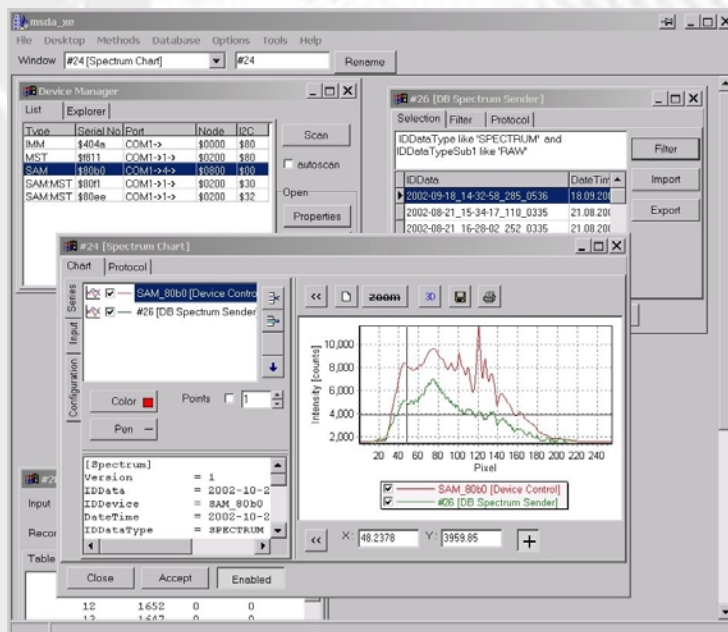 msda_xe
File Desktop Methods Database Options Tools Help
Window #24 [Spectrum Chart] #24 Rename
Device Manager
List Explorer
Type Serial No Port Node I2C
IMM $404a COM1-> $0000 $80
MST $f811 COM1->1-> $0200 $80
SAM $80b0 COM1->4-> $0800 $00
SAM:MST $80f1 COM1->1-> $0200 $30
SAM:MST $80ee COM1->1-> $0200 $32
Scan
autoscan
Open
Properties
#26 [DB Spectrum Sender]
Selection Filter Protocol
IDDataType like 'SPECTRUM' and
IDDataTypeSub1 like 'RAW'
Filter
Import
Export
IDData DateTim
2002-09-18_14-32-58_285_0536 18.09.200
2002-08-21_15-34-17_110_0335 21.08.200
2002-08-21_16-28-02_252_0335 21.08.200
#24 [Spectrum Chart]
Chart Protocol
Series
Input
Configuration
SAM_80b0 [Device Contro
#26 [DB Spectrum Sender
Color
Points 1
Pen
[Spectrum]
Version = 1
IDData = 2002-10-2
IDDevice = SAM_80b0
DateTime = 2002-10-2
IDDataType = SPECTRUM
<< zoom 3D
Intensity [counts]
10,000
8,000
6,000
4,000
2,000
20 40 60 80 100 120 140 160 180 200 220 240
Pixel
SAM_80b0 [Device Control]
#26 [DB Spectrum Sender]
<< X: 48.2378 Y: 3959.85 +
Close Accept Enabled
Input
Recor
Table
12 1652 0 0